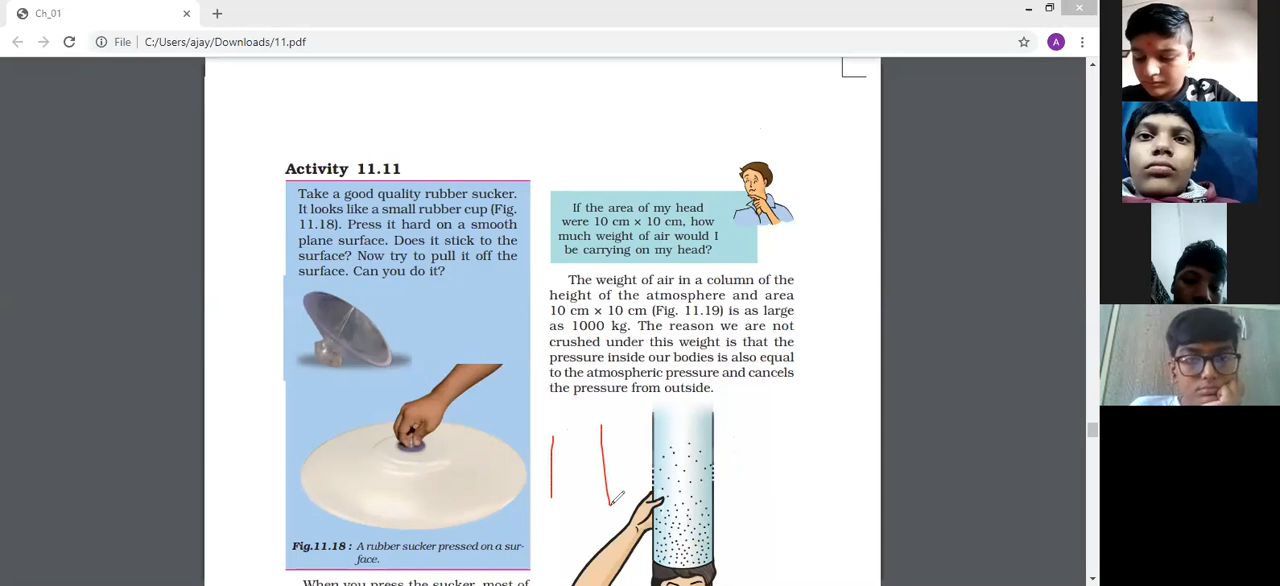 Ch_01
File
C:/Users/ajay/Downloads/11.pdf
A
Activity 11.11
Take a good quality rubber sucker.
It looks like a small rubber cup (Fig.
11.18). Press it hard on a smooth
plane surface. Does it stick to the
surface? Now try to pull it off the
surface. Can you do it?
Fig.11.18 : A rubber sucker pressed on a sur-
face.
When you press the sucker, most of
If the area of my head
were 10 cm × 10 cm, how
much weight of air would I
be carrying on my head?
The weight of air in a column of the
height of the atmosphere and area
10 cm × 10 cm (Fig. 11.19) is as large
as 1000 kg. The reason we are not
crushed under this weight is that the
pressure inside our bodies is also equal
to the atmospheric pressure and cancels
the pressure from outside.